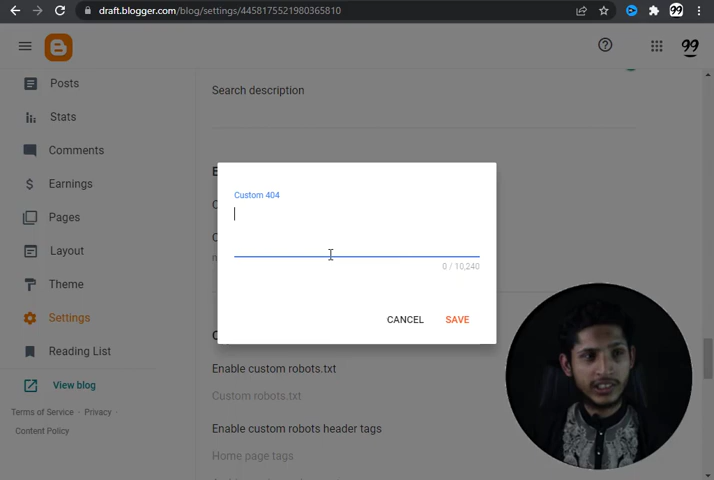 draft.blogger.com/blog/settings/4458175521980365810
99
99
Posts
Stats
Comments
Earnings
Pages
Layout
Theme
Settings
Reading List
View blog
Terms of Service · Privacy ·
Content Policy
Search description
Custom 404
0 / 10,240
CANCEL
SAVE
Enable custom robots.txt
Custom robots.txt
Enable custom robots header tags
Home page tags